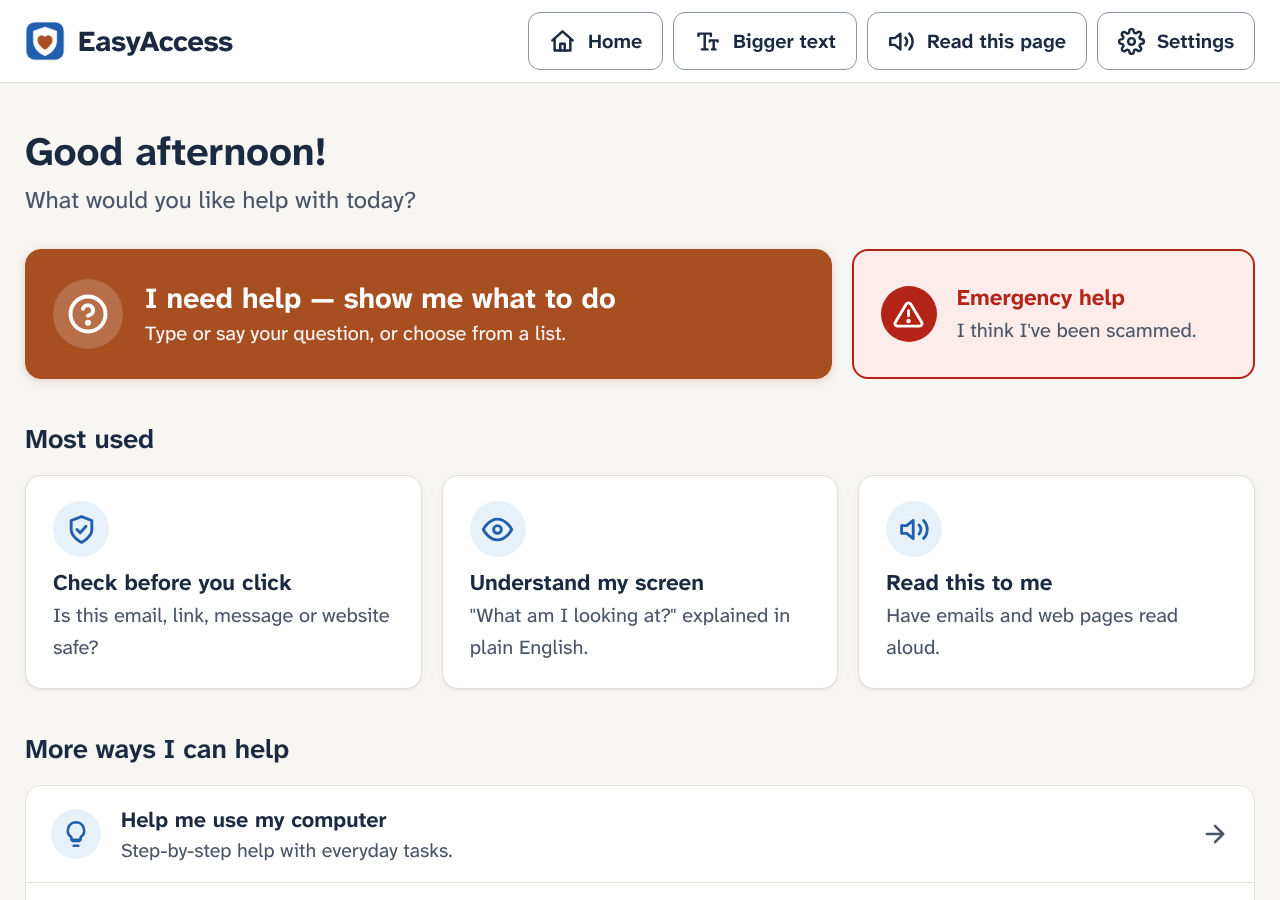 EasyAccess
Home
Bigger text
Read this page
Settings
Good afternoon!
What would you like help with today?
I need help — show me what to do
Type or say your question, or choose from a list.
Emergency help
I think I've been scammed.
Most used
Check before you click
Is this email, link, message or website
safe?
Understand my screen
"What am I looking at?" explained in
plain English.
Read this to me
Have emails and web pages read
aloud.
More ways I can help
Help me use my computer
Step-by-step help with everyday tasks.